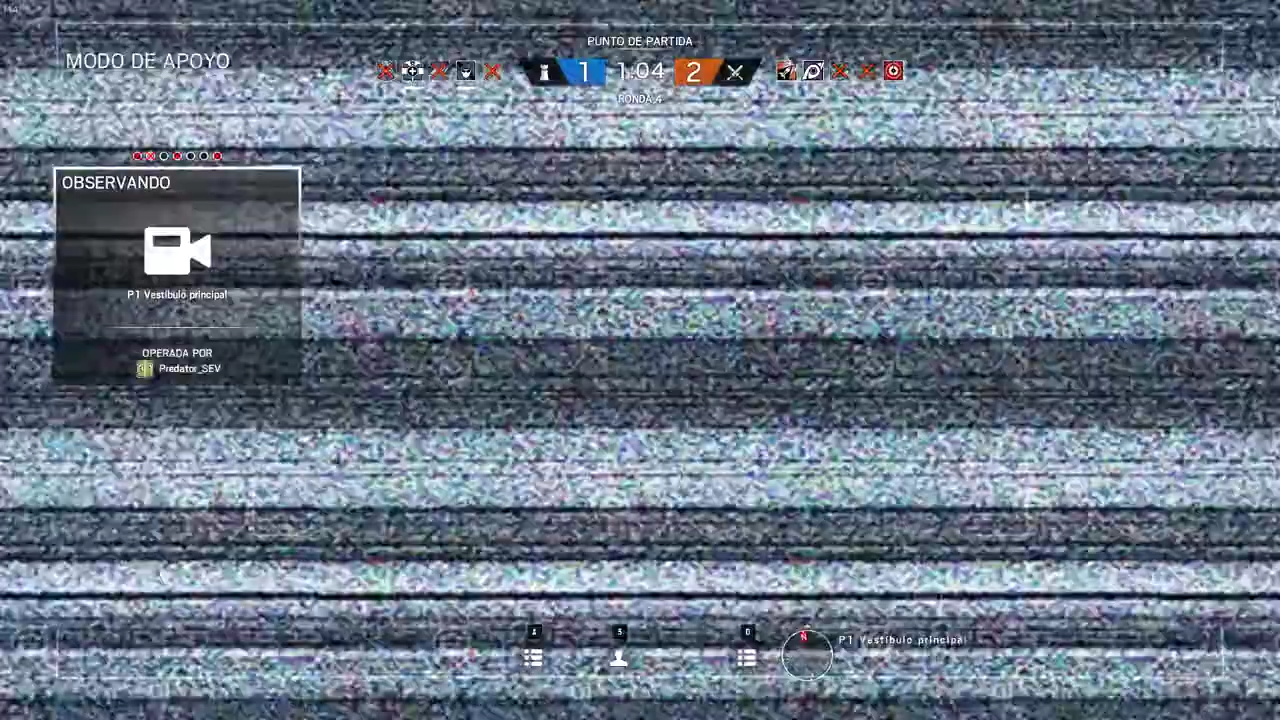 PUNTO DE PARTIDA
MODO DE APOYO
1 1:04 2
RONDA 4
OBSERVANDO
P1 Vestíbulo principal
OPERADA POR
Predator_SEV
A S D
N P1 Vestíbulo principal